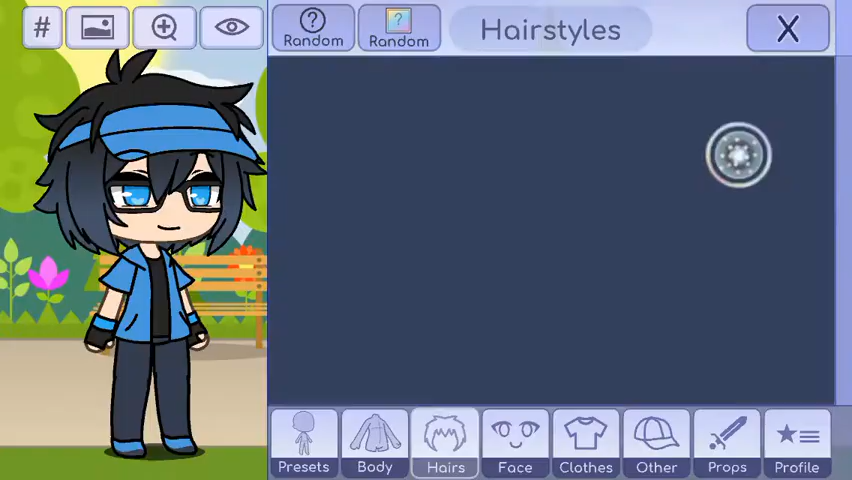 #
? Random
? Random
Hairstyles
X
Presets
Body
Hairs
Face
Clothes
Other
Props
Profile